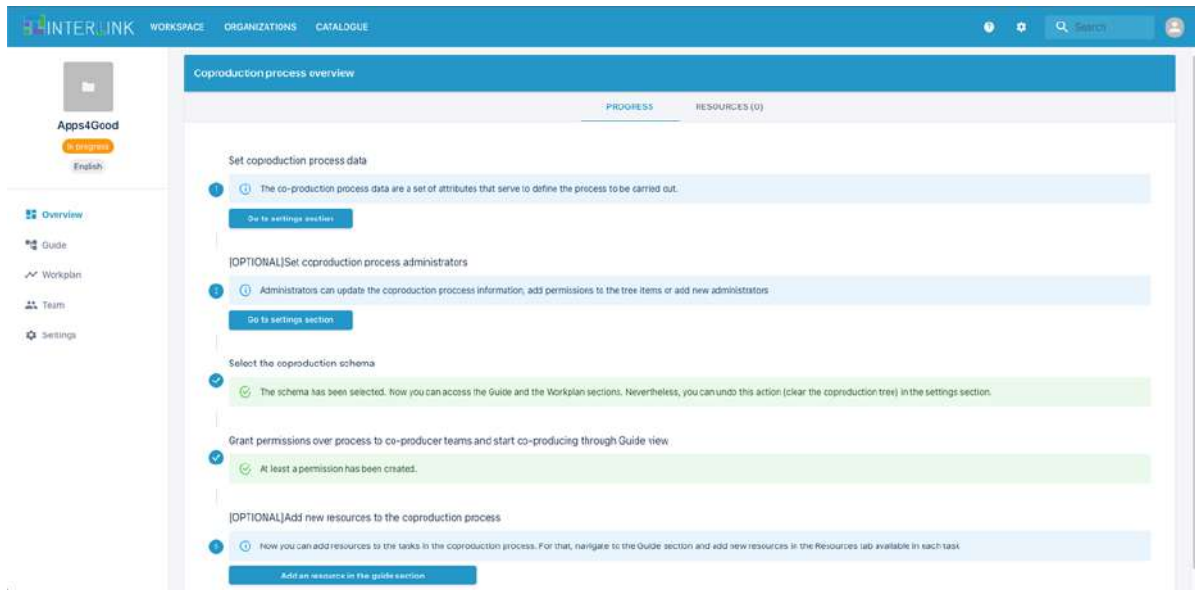 INTERLINK
WORKSPACE
ORGANIZATIONS
CATALOGUE
Search
Apps4Good
In progress
English
Overview
Guide
Workplan
Team
Settings
Coproduction process overview
PROGRESS
RESOURCES (0)
Set coproduction process data
1
The co-production process data are a set of attributes that serve to define the process to be carried out.
Go to settings section
[OPTIONAL]Set coproduction process administrators
Administrators can update the coproduction proccess information, add permissions to the tree items or add new administrators
Go to settings section
Select the coproduction schema
The schema has been selected. Now you can access the Guide and the Workplan sections. Nevertheless, you can undo this action (clear the coproduction tree) in the settings section.
Grant permissions over process to co-producer teams and start co-producing through Guide view
At least a permission has been created.
[OPTIONAL]Add new resources to the coproduction process
Now you can add resources to the tasks in the coproduction process. For that, navigate to the Guide section and add new resources in the Resources tab available in each task
Add an resource in the guide section